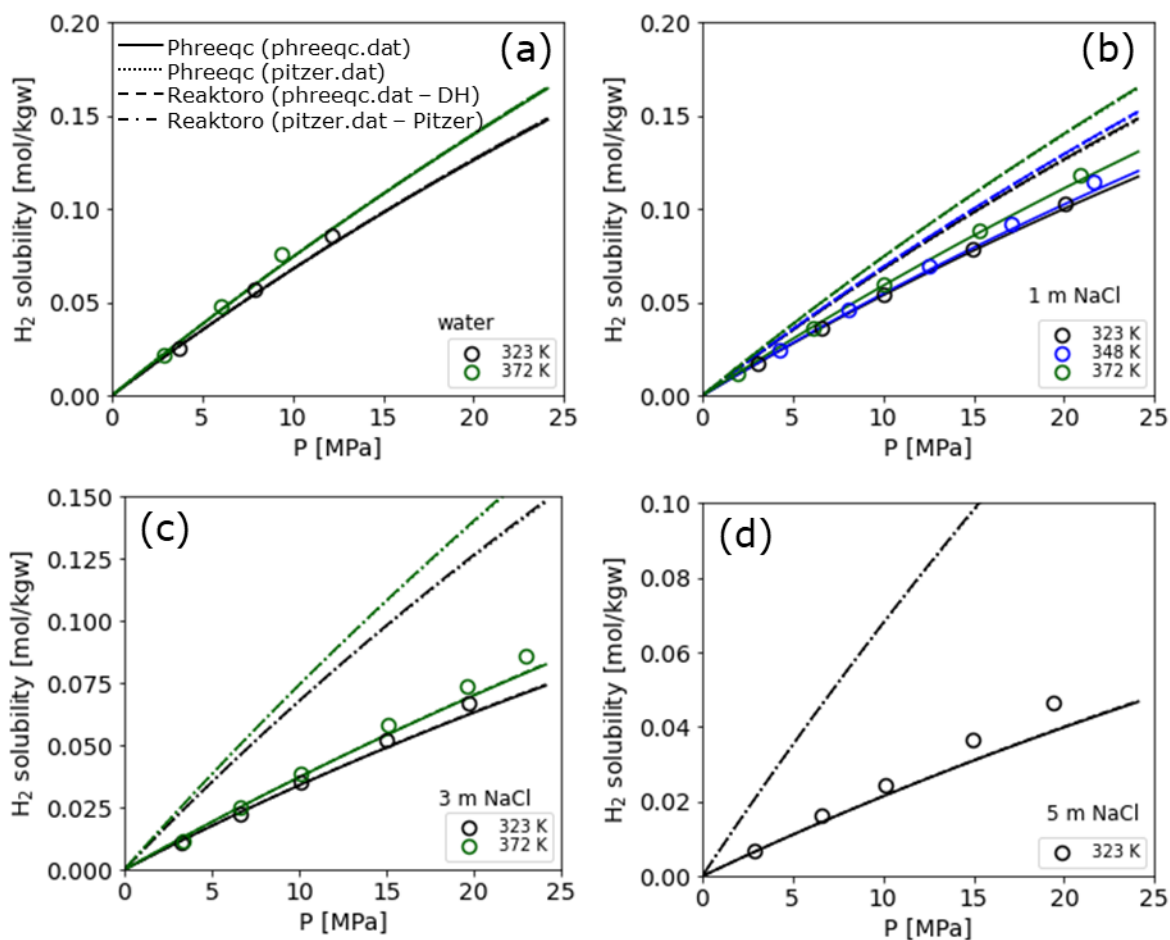 (a)
Phreeqc (phreeqc.dat)
Phreeqc (pitzer.dat)
Reaktoro (phreeqc.dat – DH)
Reaktoro (pitzer.dat – Pitzer)
H₂ solubility [mol/kgw]
0.20
0.15
0.10
0.05
0.00
water
323 K
372 K
0 5 10 15 20 25
P [MPa]
(b)
H₂ solubility [mol/kgw]
0.20
0.15
0.10
0.05
0.00
1 m NaCl
323 K
348 K
372 K
0 5 10 15 20 25
P [MPa]
(c)
H₂ solubility [mol/kgw]
0.150
0.125
0.100
0.075
0.050
0.025
0.000
3 m NaCl
323 K
372 K
0 5 10 15 20 25
P [MPa]
(d)
H₂ solubility [mol/kgw]
0.10
0.08
0.06
0.04
0.02
0.00
5 m NaCl
323 K
0 5 10 15 20 25
P [MPa]